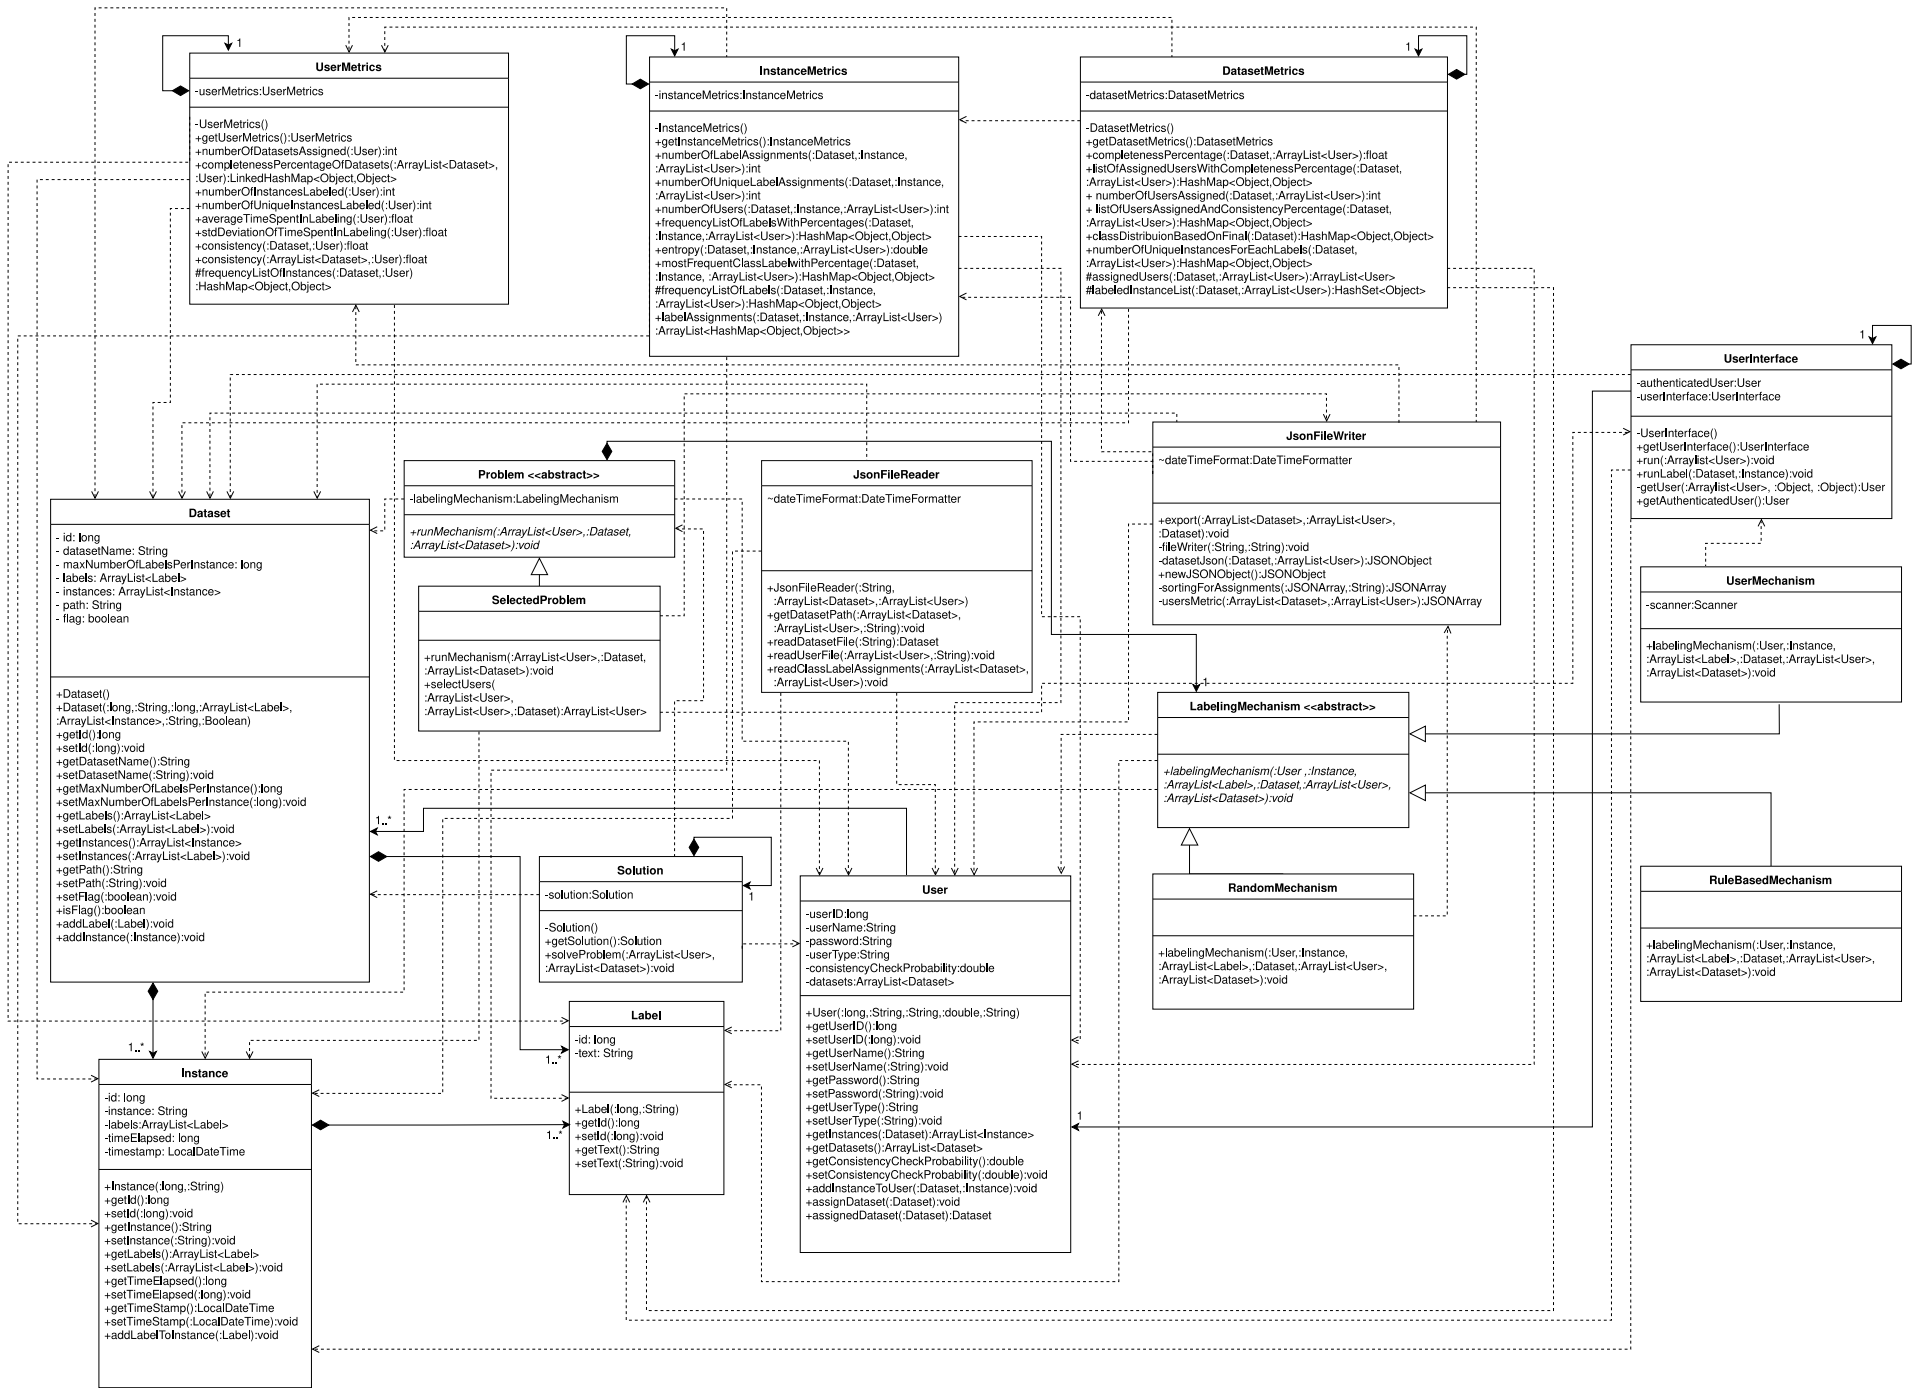 1
UserMetrics
-userMetrics:UserMetrics
-UserMetrics()
+getUserMetrics():UserMetrics
+numberOfDatasetsAssigned(:User):int
+completenessPercentageOfDatasets(:ArrayList<Dataset>,
:User):LinkedHashMap<Object,Object>
+numberOfInstancesLabeled(:User):int
+numberOfUniqueInstancesLabeled(:User):int
+averageTimeSpentInLabeling(:User):float
+stdDeviationOfTimeSpentInLabeling(:User):float
+consistency(:Dataset,:User):float
+consistency(:ArrayList<Dataset>,:User):float
#frequencyListOfInstances(:Dataset,:User)
:HashMap<Object,Object>
1
InstanceMetrics
-instanceMetrics:InstanceMetrics
-InstanceMetrics()
+getInstanceMetrics():InstanceMetrics
+numberOfLabelAssignments(:Dataset,:Instance,
:ArrayList<User>):int
+numberOfUniqueLabelAssignments(:Dataset,:Instance,
:ArrayList<User>):int
+numberOfUsers(:Dataset,:Instance,:ArrayList<User>):int
+frequencyListOfLabelsWithPercentages(:Dataset,
:Instance,:ArrayList<User>):HashMap<Object,Object>
+entropy(:Dataset,:Instance,:ArrayList<User>):double
+mostFrequentClassLabelwithPercentage(:Dataset,
:Instance, :ArrayList<User>):HashMap<Object,Object>
#frequencyListOfLabels(:Dataset,:Instance,
:ArrayList<User>):HashMap<Object,Object>
+labelAssignments(:Dataset,:Instance,:ArrayList<User>)
:ArrayList<HashMap<Object,Object>>
1
DatasetMetrics
-datasetMetrics:DatasetMetrics
-DatasetMetrics()
+getDatasetMetrics():DatasetMetrics
+completenessPercentage(:Dataset,:ArrayList<User>):float
+listOfAssignedUsersWithCompletenessPercentage(:Dataset,
:ArrayList<User>):HashMap<Object,Object>
+ numberOfUsersAssigned(:Dataset,:ArrayList<User>):int
+ listOfUsersAssignedAndConsistencyPercentage(:Dataset,
:ArrayList<User>):HashMap<Object,Object>
+classDistribuionBasedOnFinal(:Dataset):HashMap<Object,Object>
+numberOfUniqueInstancesForEachLabels(:Dataset,
:ArrayList<User>):HashMap<Object,Object>
#assignedUsers(:Dataset,:ArrayList<User>):ArrayList<User>
#labeledInstanceList(:Dataset,:ArrayList<User>):HashSet<Object>
1
UserInterface
-authenticatedUser:User
-userInterface:UserInterface
-UserInterface()
+getUserInterface():UserInterface
+run(:Arraylist<User>):void
+runLabel(:Dataset,:Instance):void
-getUser(:Arraylist<User>, :Object, :Object):User
+getAuthenticatedUser():User
JsonFileWriter
~dateTimeFormat:DateTimeFormatter
+export(:ArrayList<Dataset>,:ArrayList<User>,
:Dataset):void
-fileWriter(:String,:String):void
-datasetJson(:Dataset,:ArrayList<User>):JSONObject
+newJSONObject():JSONObject
-sortingForAssignments(:JSONArray,:String):JSONArray
-usersMetric(:ArrayList<Dataset>,:ArrayList<User>):JSONArray
Problem <<abstract>>
-labelingMechanism:LabelingMechanism
+runMechanism(:ArrayList<User>,:Dataset,
:ArrayList<Dataset>):void
JsonFileReader
~dateTimeFormat:DateTimeFormatter
+JsonFileReader(:String,
:ArrayList<Dataset>,:ArrayList<User>)
+getDatasetPath(:ArrayList<Dataset>,
:ArrayList<User>,:String):void
+readDatasetFile(:String):Dataset
+readUserFile(:ArrayList<User>,:String):void
+readClassLabelAssignments(:ArrayList<Dataset>,
:ArrayList<User>):void
Dataset
- id: long
- datasetName: String
- maxNumberOfLabelsPerInstance: long
- labels: ArrayList<Label>
- instances: ArrayList<Instance>
- path: String
- flag: boolean
+Dataset()
+Dataset(:long,:String,:long,:ArrayList<Label>,
:ArrayList<Instance>,:String,:Boolean)
+getId():long
+setId(:long):void
+getDatasetName():String
+setDatasetName(:String):void
+getMaxNumberOfLabelsPerInstance():long
+setMaxNumberOfLabelsPerInstance(:long):void
+getLabels():ArrayList<Label>
+setLabels(:ArrayList<Label>):void
+getInstances():ArrayList<Instance>
+setInstances(:ArrayList<Label>):void
+getPath():String
+setPath(:String):void
+setFlag(:boolean):void
+isFlag():boolean
+addLabel(:Label):void
+addInstance(:Instance):void
SelectedProblem
+runMechanism(:ArrayList<User>,:Dataset,
:ArrayList<Dataset>):void
+selectUsers(
:ArrayList<User>,
:ArrayList<User>,:Dataset):ArrayList<User>
UserMechanism
-scanner:Scanner
+labelingMechanism(:User,:Instance,
:ArrayList<Label>,:Dataset,:ArrayList<User>,
:ArrayList<Dataset>):void
1
LabelingMechanism <<abstract>>
+labelingMechanism(:User ,:Instance,
:ArrayList<Label>,:Dataset,:ArrayList<User>,
:ArrayList<Dataset>):void
1..*
Solution
-solution:Solution
-Solution()
+getSolution():Solution
+solveProblem(:ArrayList<User>,
:ArrayList<Dataset>):void
1
User
-userID:long
-userName:String
-password:String
-userType:String
-consistencyCheckProbability:double
-datasets:ArrayList<Dataset>
+User(:long,:String,:String,:double,:String)
+getUserID():long
+setUserID(:long):void
+getUserName():String
+setUserName(:String):void
+getPassword():String
+setPassword(:String):void
+getUserType():String
+setUserType(:String):void
+getInstances(:Dataset):ArrayList<Instance>
+getDatasets():ArrayList<Dataset>
+getConsistencyCheckProbability():double
+setConsistencyCheckProbability(:double):void
+addInstanceToUser(:Dataset,:Instance):void
+assignDataset(:Dataset):void
+assignedDataset(:Dataset):Dataset
1
RandomMechanism
+labelingMechanism(:User,:Instance,
:ArrayList<Label>,:Dataset,:ArrayList<User>,
:ArrayList<Dataset>):void
RuleBasedMechanism
+labelingMechanism(:User,:Instance,
:ArrayList<Label>,:Dataset,:ArrayList<User>,
:ArrayList<Dataset>):void
Label
-id: long
-text: String
+Label(:long,:String)
+getId():long
+setId(:long):void
+getText():String
+setText(:String):void
1..*
1..*
1..*
Instance
-id: long
-instance: String
-labels:ArrayList<Label>
-timeElapsed: long
-timestamp: LocalDateTime
+Instance(:long,:String)
+getId():long
+setId(:long):void
+getInstance():String
+setInstance(:String):void
+getLabels():ArrayList<Label>
+setLabels(:ArrayList<Label>):void
+getTimeElapsed():long
+setTimeElapsed(:long):void
+getTimeStamp():LocalDateTime
+setTimeStamp(:LocalDateTime):void
+addLabelToInstance(:Label):void